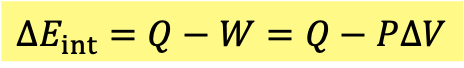 ΔE_int = Q − W = Q − PΔV